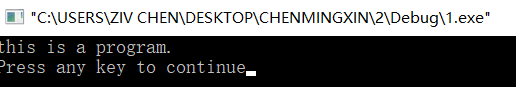 "C:\USERS\ZIV CHEN\DESKTOP\CHENMINGXIN\2\Debug\1.exe"
this is a program.
Press any key to continue